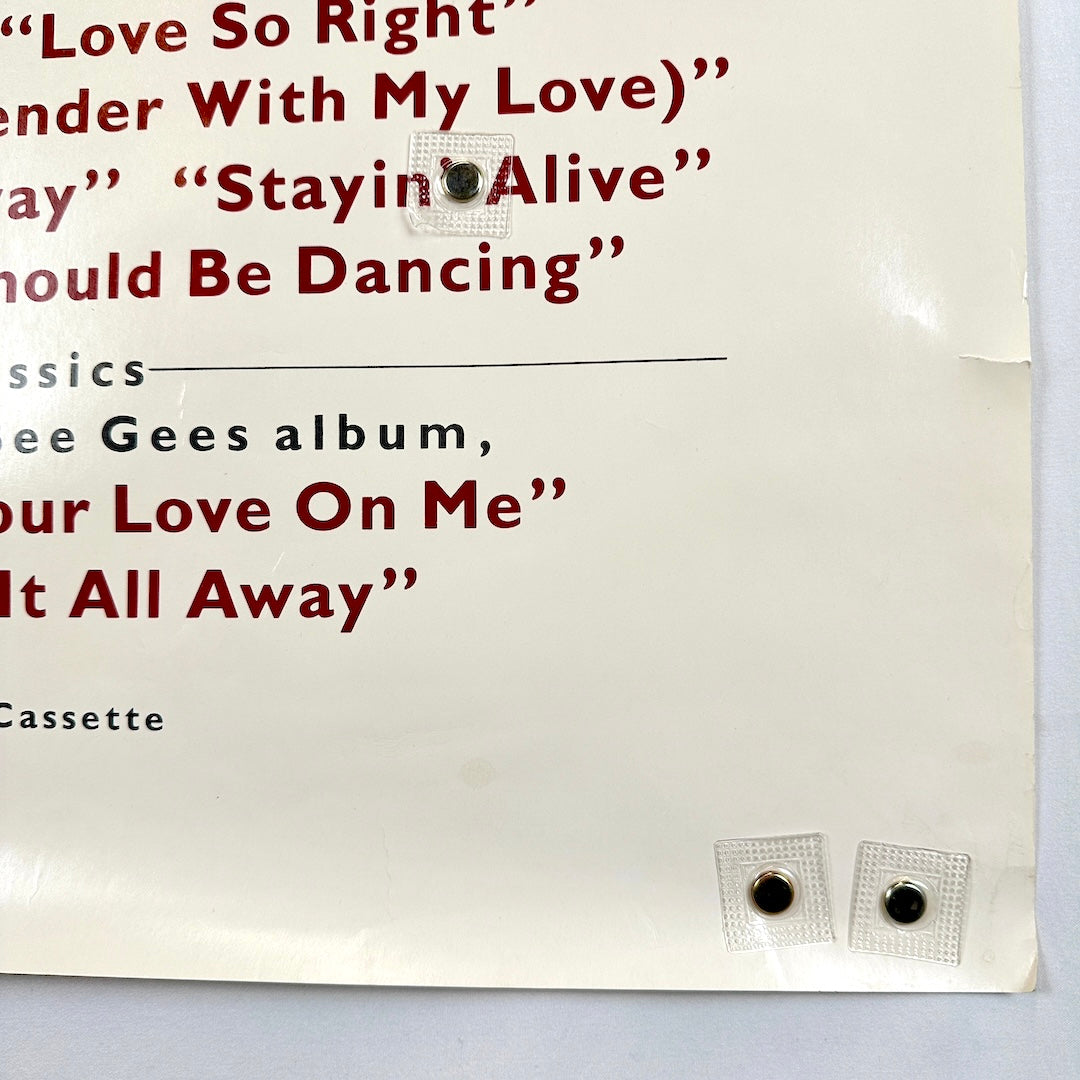 “Love So Right”
ender With My Love)”
ay” “Stayin’ Alive”
hould Be Dancing”
ssics
ee Gees album,
our Love On Me”
It All Away”
Cassette